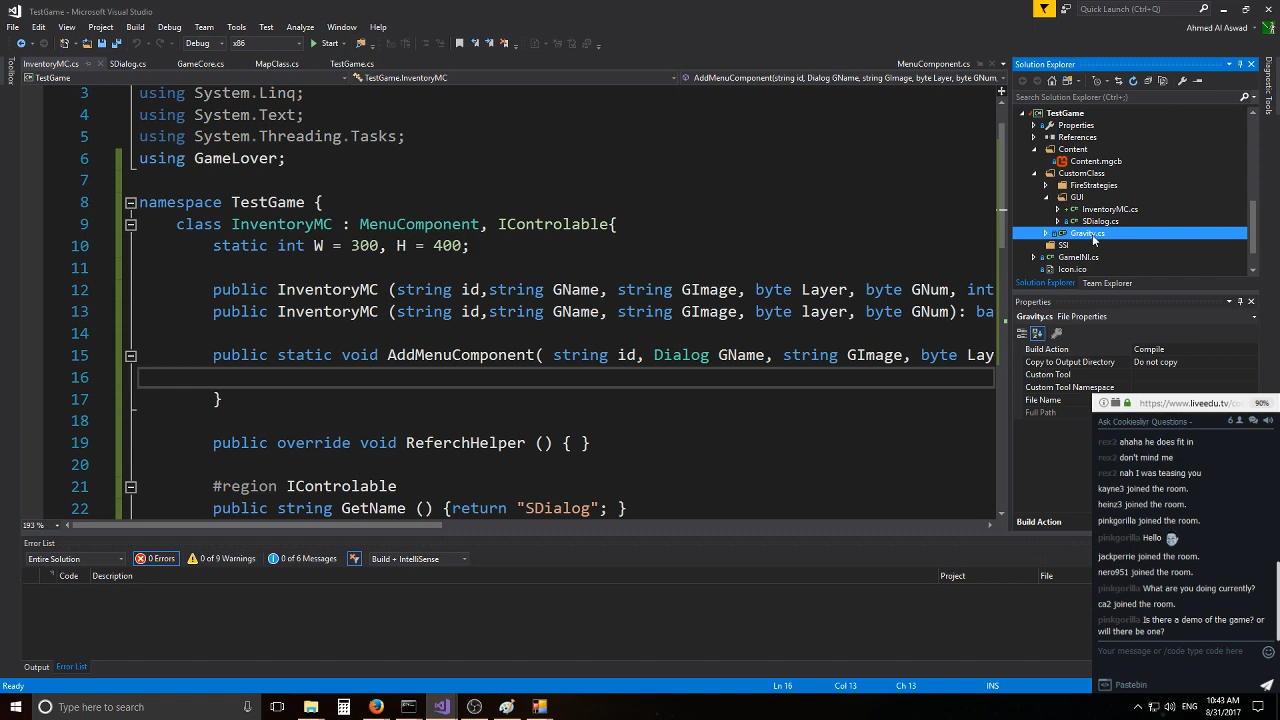 TestGame - Microsoft Visual Studio
Quick Launch (Ctrl+Q)
File Edit View Project Build Debug Team Tools Test Analyze Window Help
Ahmed Al Aswad
Debug x86 Start
InventoryMC.cs SDialog.cs GameCore.cs MapClass.cs TestGame.cs MenuComponent.cs
TestGame TestGame.InventoryMC AddMenuComponent(string id, Dialog GName, string GImage, byte Layer, byte GNum,
Toolbox
3 using System.Linq;
4 using System.Text;
5 using System.Threading.Tasks;
6 using GameLover;
7
8 namespace TestGame {
9 class InventoryMC : MenuComponent, IControlable{
10 static int W = 300, H = 400;
11
12 public InventoryMC (string id,string GName, string GImage, byte Layer, byte GNum, int
13 public InventoryMC (string id,string GName, string GImage, byte layer, byte GNum): ba
14
15 public static void AddMenuComponent( string id, Dialog GName, string GImage, byte Lay
16
17 }
18
19 public override void ReferchHelper () { }
20
21 #region IControlable
22 public string GetName () {return "SDialog"; }
193 %
Error List
Entire Solution 0 Errors 0 of 9 Warnings 0 of 6 Messages Build + IntelliSense
Code Description Project File
Output Error List
Ready Ln 16 Col 13 Ch 13 INS
Solution Explorer
Search Solution Explorer (Ctrl+;)
TestGame
Properties
References
Content
Content.mgcb
CustomClass
FireStrategies
GUI
InventoryMC.cs
SDialog.cs
Gravity.cs
SSI
GameINI.cs
Icon.ico
Solution Explorer Team Explorer
Diagnostic Tools
Properties
Gravity.cs File Properties
Build Action Compile
Copy to Output Directory Do not copy
Custom Tool
Custom Tool Namespace
File Name
Full Path
Build Action
https://www.liveedu.tv/co 90%
Ask Cookiesliyr Questions - 6
rex2 ahaha he does fit in
rex2 don't mind me
rex2 nah I was teasing you
kayne3 joined the room.
heinz3 joined the room.
pinkgorilla joined the room.
pinkgorilla Hello
jackperrie joined the room.
nero951 joined the room.
pinkgorilla What are you doing currently?
ca2 joined the room.
pinkgorilla Is there a demo of the game? or
will there be one?
Your message or /code type code here
Pastebin
Type here to search
ENG
10:43 AM
8/31/2017